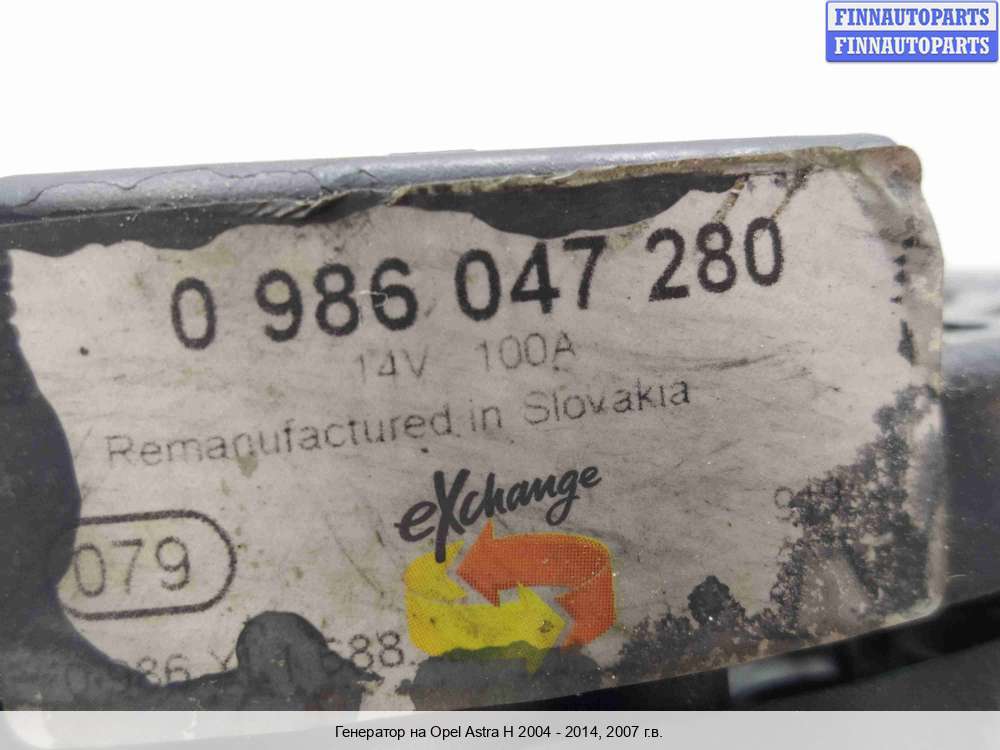 FINNAUTOPARTS
FINNAUTOPARTS
0 986 047 280
14V 100A
Remanufactured in Slovakia
eXchange
079
Генератор на Opel Astra H 2004 - 2014, 2007 г.в.